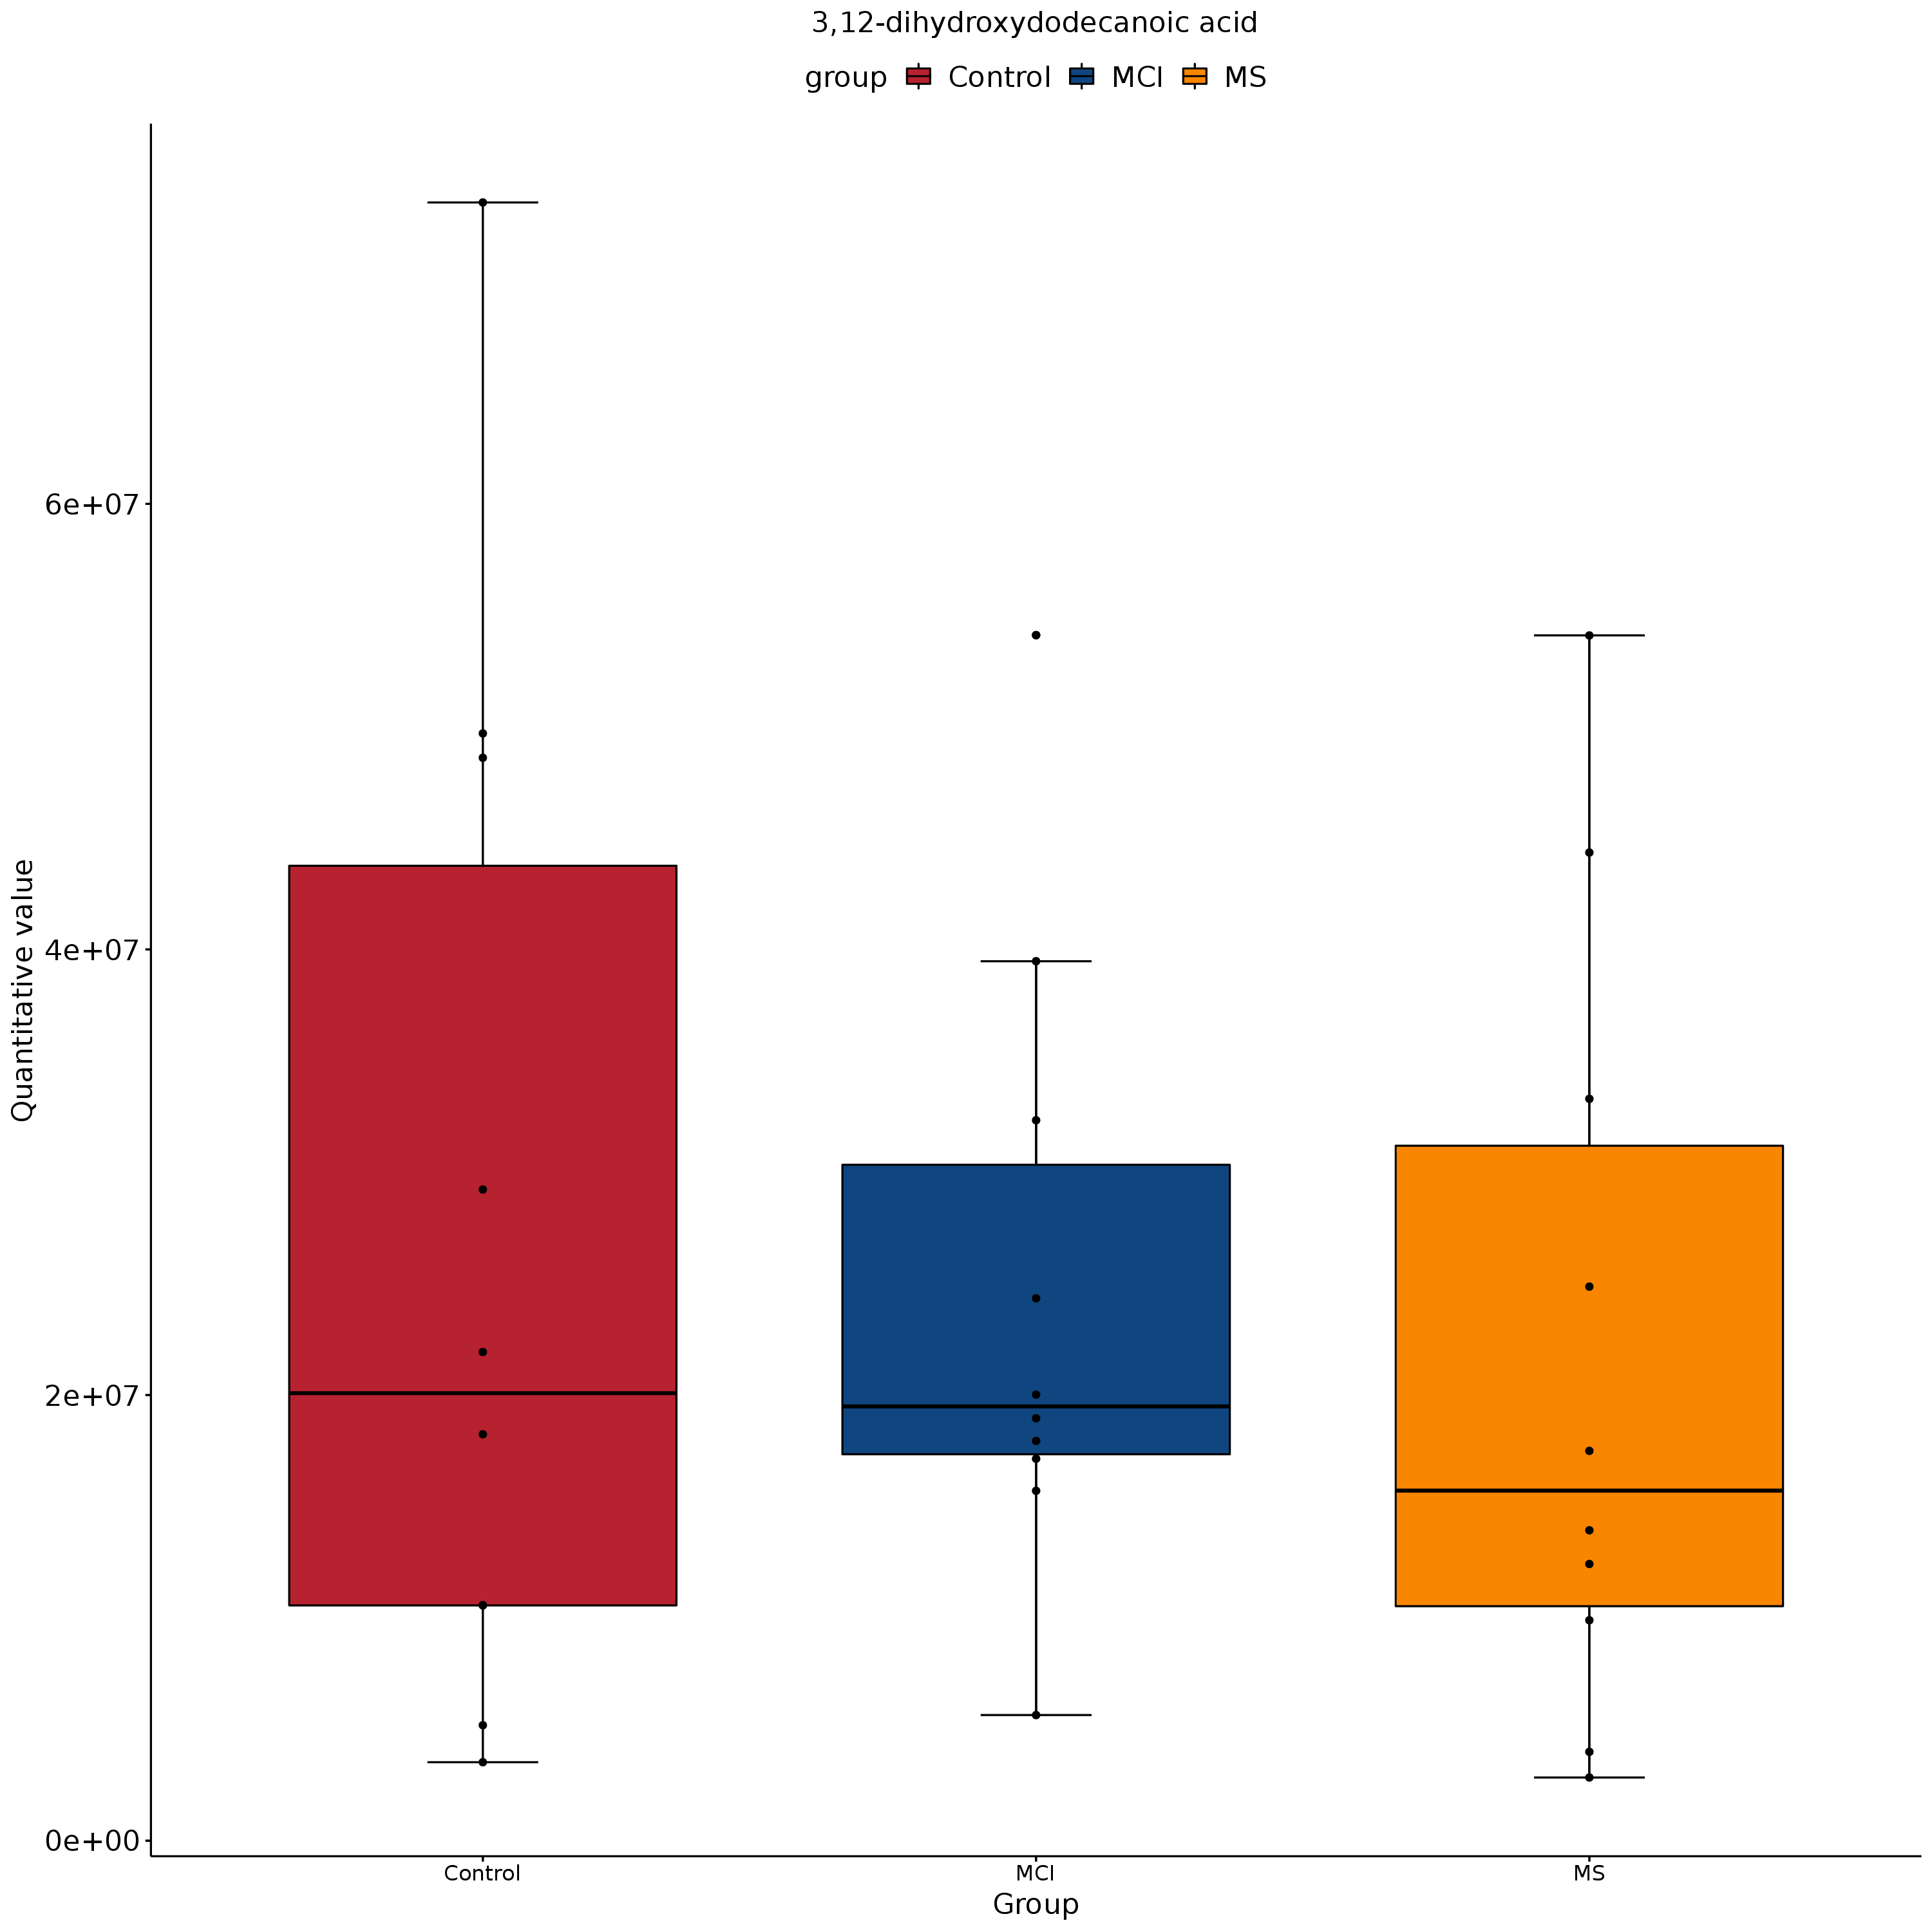 3,12-dihydroxydodecanoic acid
group Control MCI MS
Quantitative value
6e+07
4e+07
2e+07
0e+00
Control MCI MS
Group